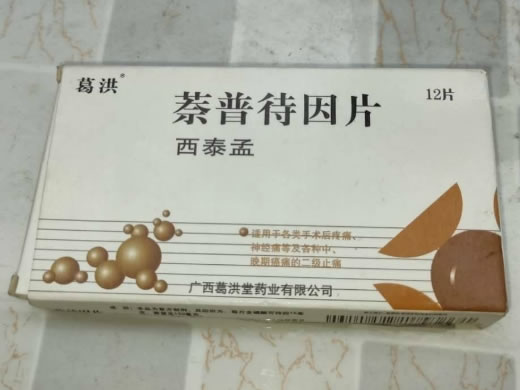 葛洪®
萘普待因片
12片
西泰孟
适用于各类手术后疼痛、
神经痛等及各种中、
晚期癌痛的二级止痛
广西葛洪堂药业有限公司